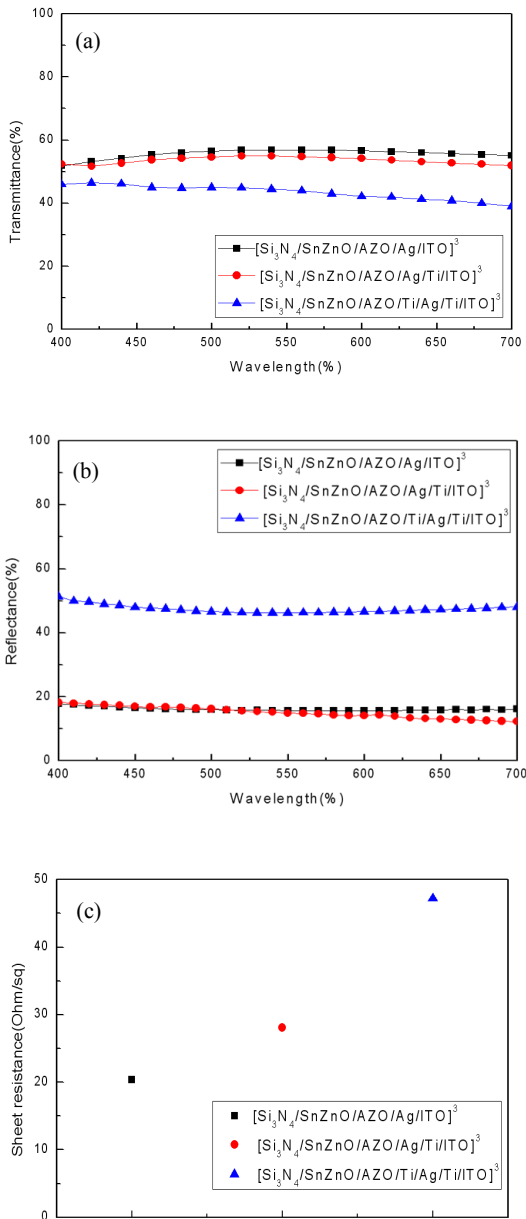 (a)
100
80
60
40
20
0
Transmittance(%)
[Si₃N₄/SnZnO/AZO/Ag/ITO]³
[Si₃N₄/SnZnO/AZO/Ag/Ti/ITO]³
[Si₃N₄/SnZnO/AZO/Ti/Ag/Ti/ITO]³
400 450 500 550 600 650 700
Wavelength(%)
(b)
100
80
60
40
20
0
Reflectance(%)
[Si₃N₄/SnZnO/AZO/Ag/ITO]³
[Si₃N₄/SnZnO/AZO/Ag/Ti/ITO]³
[Si₃N₄/SnZnO/AZO/Ti/Ag/Ti/ITO]³
400 450 500 550 600 650 700
Wavelength(%)
(c)
50
40
30
20
10
0
Sheet resistance(Ohm/sq)
[Si₃N₄/SnZnO/AZO/Ag/ITO]³
[Si₃N₄/SnZnO/AZO/Ag/Ti/ITO]³
[Si₃N₄/SnZnO/AZO/Ti/Ag/Ti/ITO]³